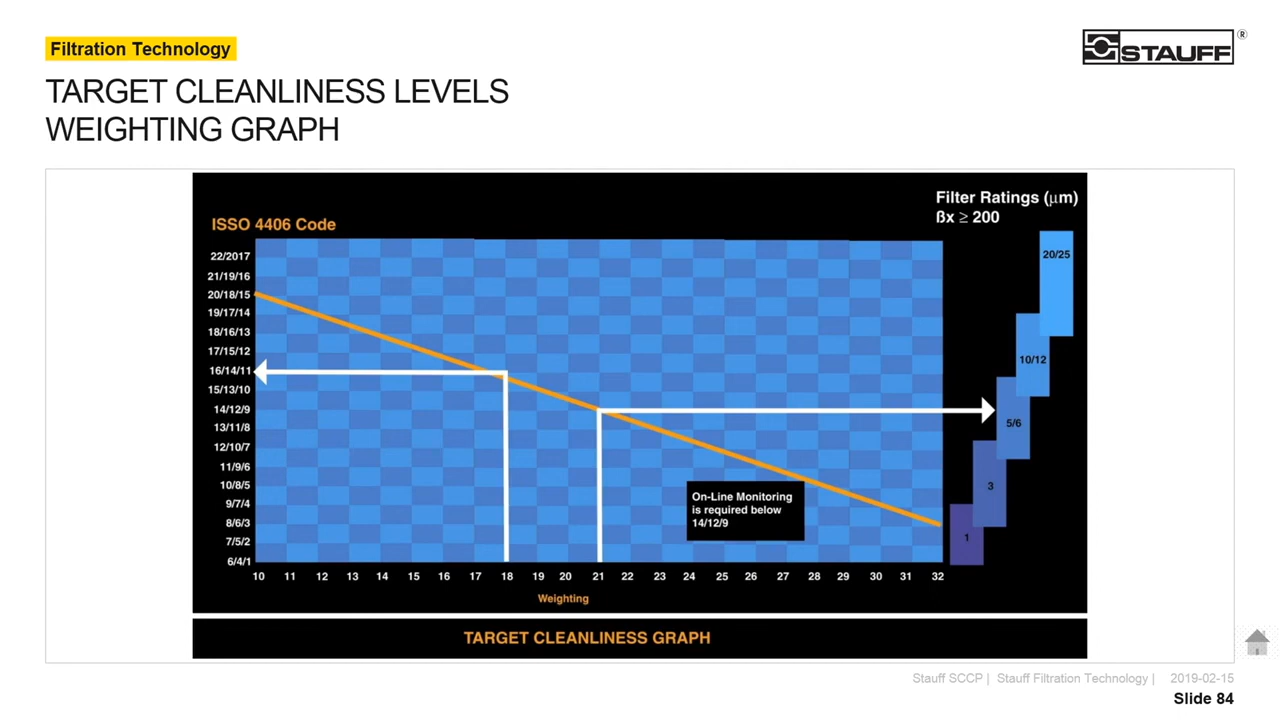 Filtration Technology
STAUFF®
TARGET CLEANLINESS LEVELS
WEIGHTING GRAPH
Filter Ratings (μm)
ßx ≥ 200
ISSO 4406 Code
20/25
22/2017
21/19/16
20/18/15
19/17/14
18/16/13
17/15/12
10/12
16/14/11
15/13/10
14/12/9
5/6
13/11/8
12/10/7
11/9/6
10/8/5
3
On-Line Monitoring
is required below
14/12/9
9/7/4
8/6/3
7/5/2
1
6/4/1
10 11 12 13 14 15 16 17 18 19 20 21 22 23 24 25 26 27 28 29 30 31 32
Weighting
TARGET CLEANLINESS GRAPH
Stauff SCCP | Stauff Filtration Technology | 2019-02-15
Slide 84